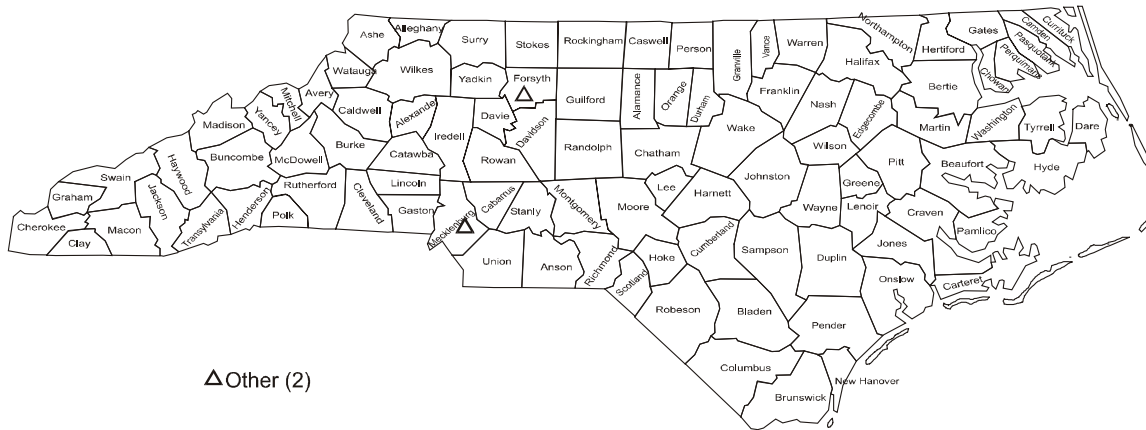 Ashe
Alleghany
Surry
Stokes
Rockingham
Caswell
Person
Granville
Vance
Warren
Northampton
Gates
Camden
Currituck
Pasquotank
Perquimans
Chowan
Hertiford
Halifax
Watauga
Wilkes
Yadkin
Forsyth
Guilford
Alamance
Orange
Durham
Franklin
Nash
Edgecombe
Bertie
Mitchell
Avery
Caldwell
Alexander
Iredell
Davie
Davidson
Randolph
Chatham
Wake
Wilson
Martin
Washington
Tyrrell
Dare
Madison
Yancey
Burke
Catawba
Rowan
Buncombe
McDowell
Haywood
Swain
Rutherford
Cleveland
Lincoln
Gaston
Mecklenburg
Cabarrus
Stanly
Montgomery
Moore
Lee
Harnett
Johnston
Greene
Pitt
Beaufort
Hyde
Graham
Jackson
Transylvania
Henderson
Polk
Cherokee
Macon
Clay
Union
Anson
Richmond
Scotland
Hoke
Cumberland
Sampson
Wayne
Lenoir
Craven
Pamlico
Jones
Duplin
Onslow
Carteret
Robeson
Bladen
Pender
Columbus
Brunswick
New Hanover
Other (2)